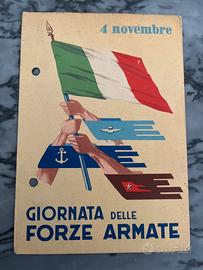 4 novembre
GIORNATA DELLE
FORZE ARMATE